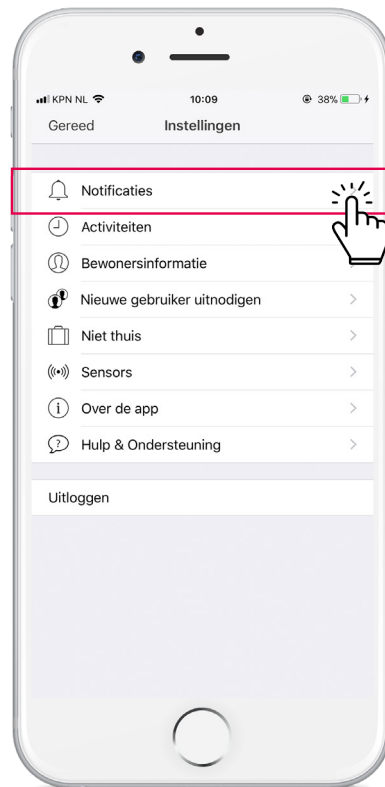 KPN NL 10:09 38%
Gereed Instellingen
Notificaties
Activiteiten
Bewonersinformatie
Nieuwe gebruiker uitnodigen
Niet thuis
Sensors
Over de app
Hulp & Ondersteuning
Uitloggen